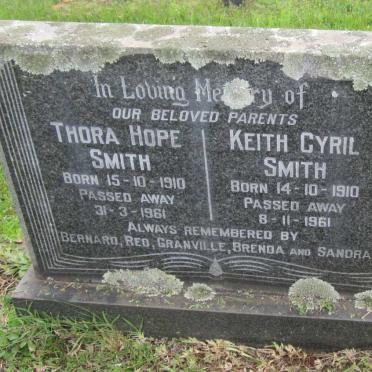 In Loving Memory of
OUR BELOVED PARENTS
THORA HOPE
SMITH
BORN 15-10-1910
PASSED AWAY
31-3-1961
KEITH CYRIL
SMITH
BORN 14-10-1910
PASSED AWAY
8-11-1961
ALWAYS REMEMBERED BY
BERNARD, REO, GRANVILLE, BRENDA AND SANDRA